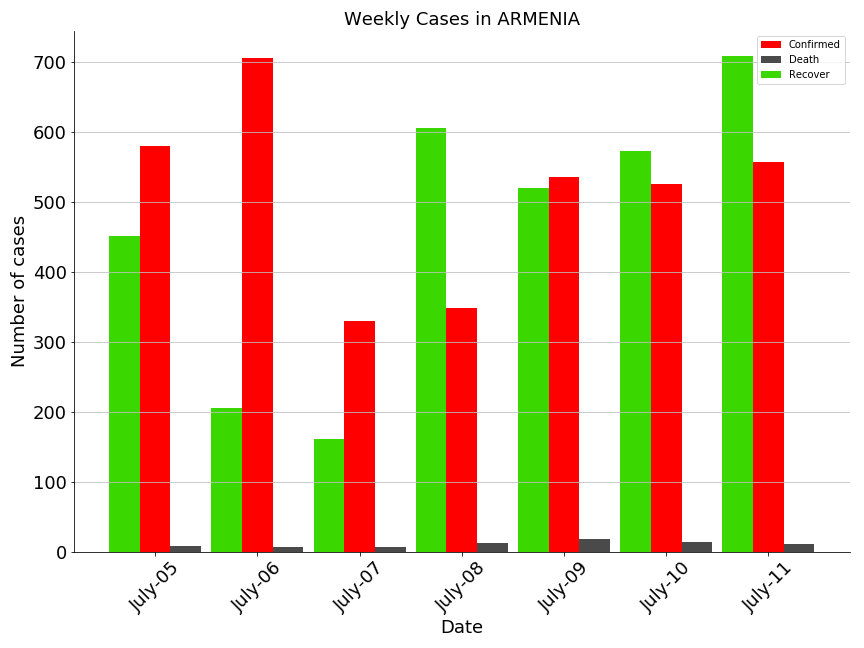 Weekly Cases in ARMENIA
Confirmed
Death
Recover
Number of cases
700
600
500
400
300
200
100
0
July-05
July-06
July-07
July-08
July-09
July-10
July-11
Date